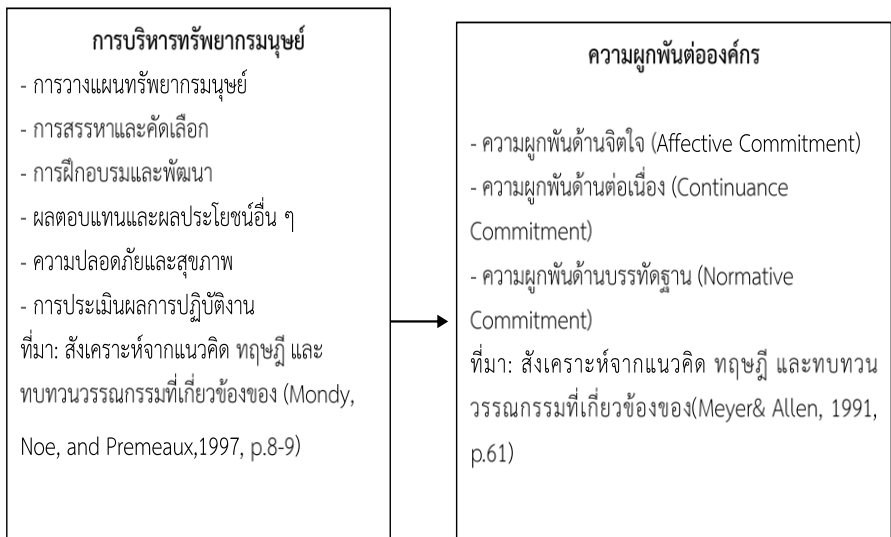 การบริหารทรัพยากรมนุษย์
- การวางแผนทรัพยากรมนุษย์
- การสรรหาและคัดเลือก
- การฝึกอบรมและพัฒนา
- ผลตอบแทนและผลประโยชน์อื่น ๆ
- ความปลอดภัยและสุขภาพ
- การประเมินผลการปฏิบัติงาน
ที่มา: สังเคราะห์จากแนวคิด ทฤษฎี และ
ทบทวนวรรณกรรมที่เกี่ยวข้องของ (Mondy,
Noe, and Premeaux,1997, p.8-9)
ความผูกพันต่อองค์กร
- ความผูกพันด้านจิตใจ (Affective Commitment)
- ความผูกพันด้านต่อเนื่อง (Continuance
Commitment)
- ความผูกพันด้านบรรทัดฐาน (Normative
Commitment)
ที่มา: สังเคราะห์จากแนวคิด ทฤษฎี และทบทวน
วรรณกรรมที่เกี่ยวข้องของ(Meyer& Allen, 1991,
p.61)